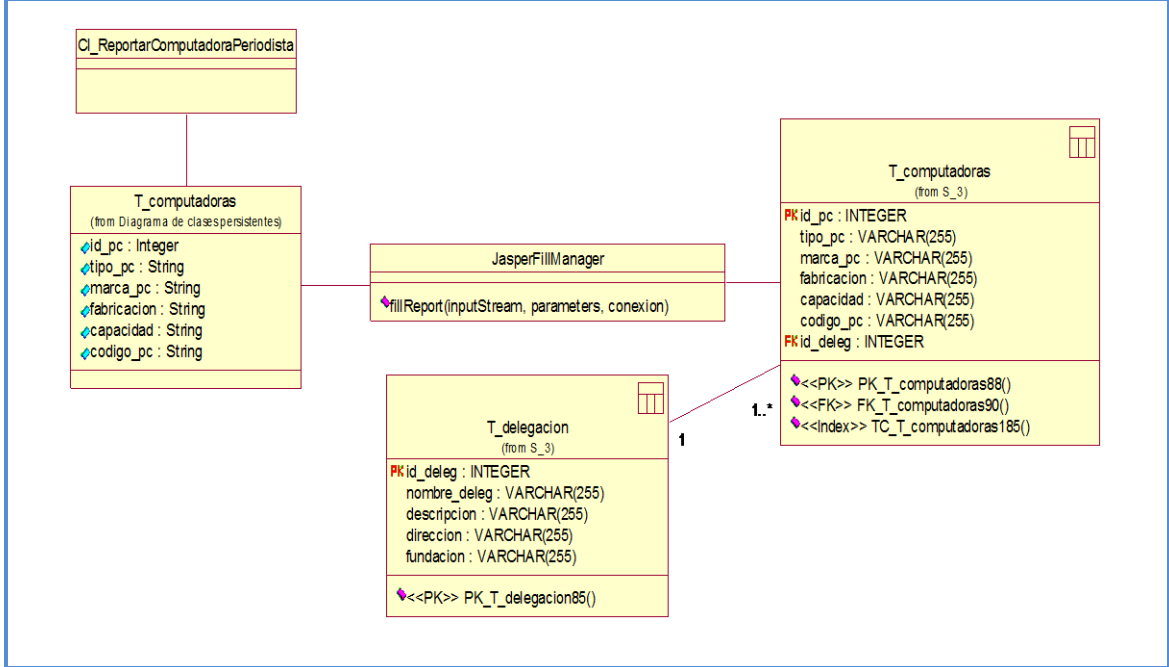 CI_ReportarComputadoraPeriodista
T_computadoras
(from Diagrama de clases persistentes)
id_pc : Integer
tipo_pc : String
marca_pc : String
fabricacion : String
capacidad : String
codigo_pc : String
JasperFillManager
fillReport(inputStream, parameters, conexion)
T_computadoras
(from S_3)
PK id_pc : INTEGER
tipo_pc : VARCHAR(255)
marca_pc : VARCHAR(255)
fabricacion : VARCHAR(255)
capacidad : VARCHAR(255)
codigo_pc : VARCHAR(255)
FK id_deleg : INTEGER
<<PK>> PK_T_computadoras88()
<<FK>> FK_T_computadoras90()
<<Index>> TC_T_computadoras185()
1..*
1
T_delegacion
(from S_3)
PK id_deleg : INTEGER
nombre_deleg : VARCHAR(255)
descripcion : VARCHAR(255)
direccion : VARCHAR(255)
fundacion : VARCHAR(255)
<<PK>> PK_T_delegacion85()